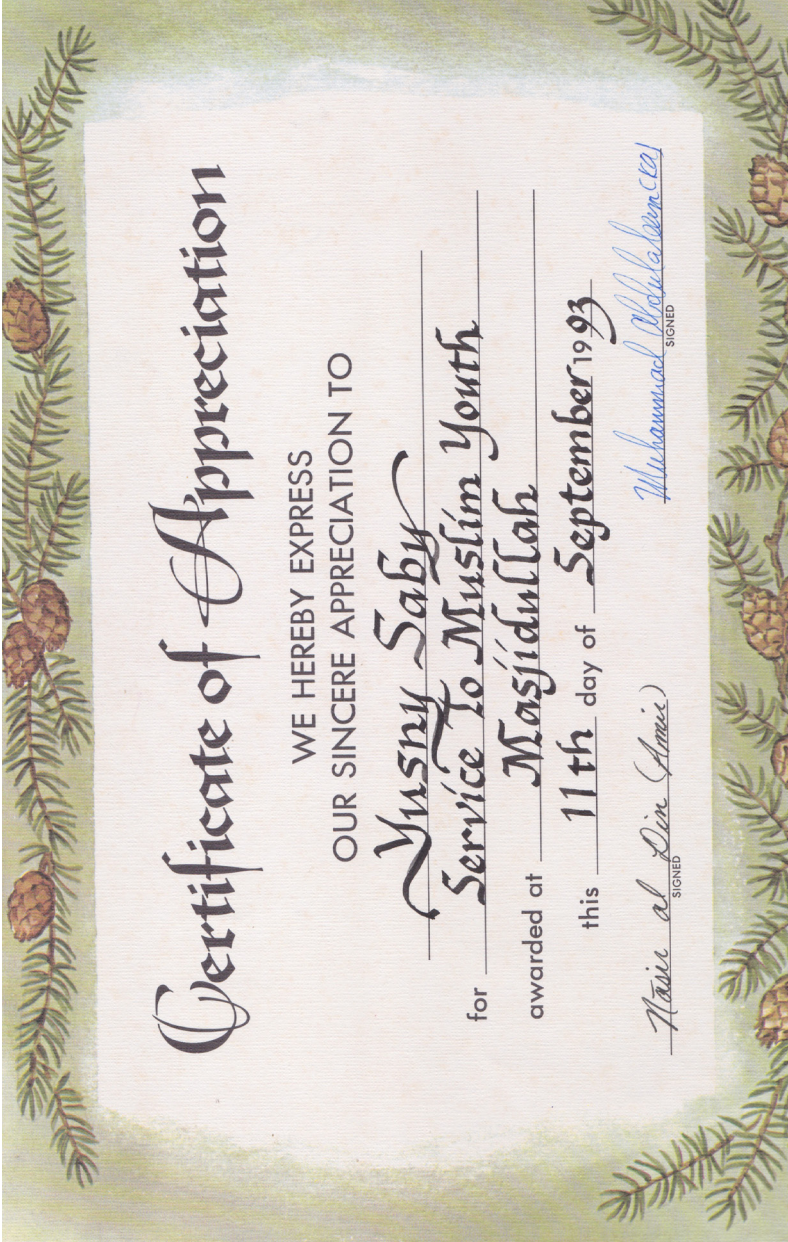 Certificate of Appreciation
WE HEREBY EXPRESS
OUR SINCERE APPRECIATION TO
Yusny Saby
for Service To Muslim Youth
awarded at Masjidullah
this 11th day of September 1993
Nasir al Din (Amir) Muhammad
SIGNED SIGNED